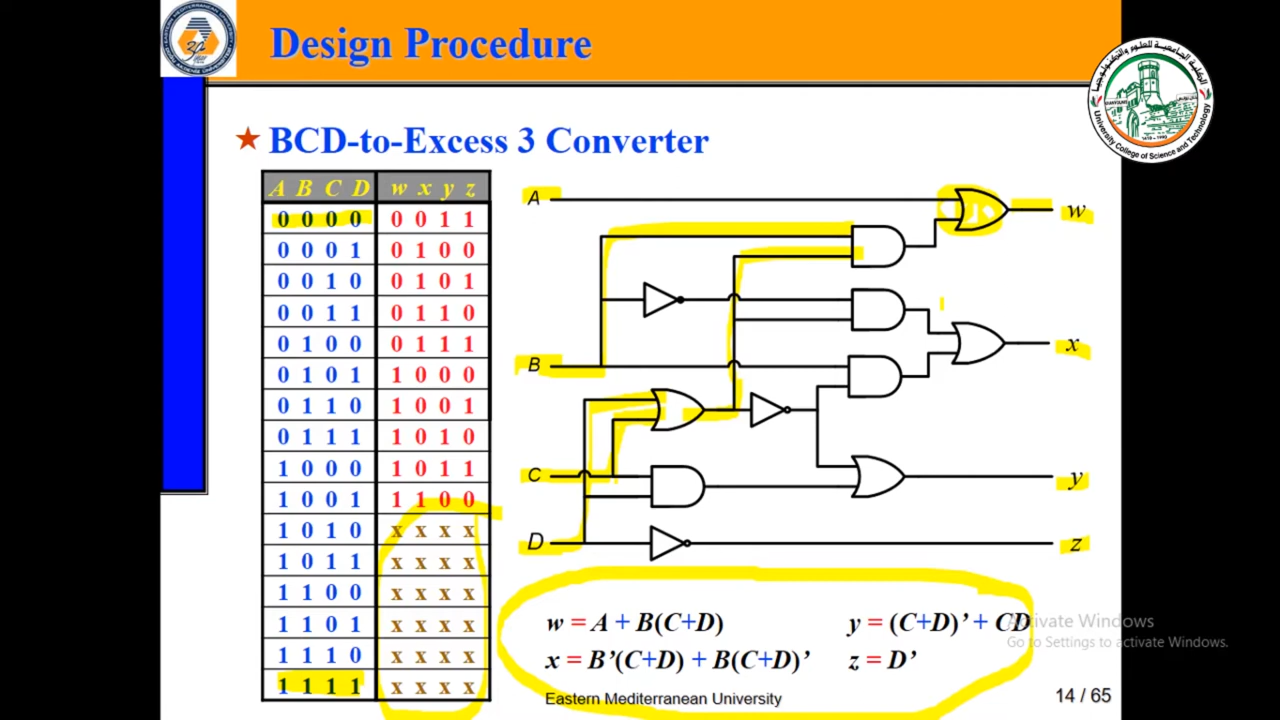 Design Procedure
★ BCD-to-Excess 3 Converter
A B C D w x y z
0 0 0 0 0 0 1 1
0 0 0 1 0 1 0 0
0 0 1 0 0 1 0 1
0 0 1 1 0 1 1 0
0 1 0 0 0 1 1 1
0 1 0 1 1 0 0 0
0 1 1 0 1 0 0 1
0 1 1 1 1 0 1 0
1 0 0 0 1 0 1 1
1 0 0 1 1 1 0 0
1 0 1 0 x x x x
1 0 1 1 x x x x
1 1 0 0 x x x x
1 1 0 1 x x x x
1 1 1 0 x x x x
1 1 1 1 x x x x
A
w
B
x
C
y
D
z
w = A + B(C+D)
y = (C+D)’ + CD
x = B’(C+D) + B(C+D)’
z = D’
Activate Windows
Go to Settings to activate Windows.
Eastern Mediterranean University
14 / 65
University College of Science and Technology